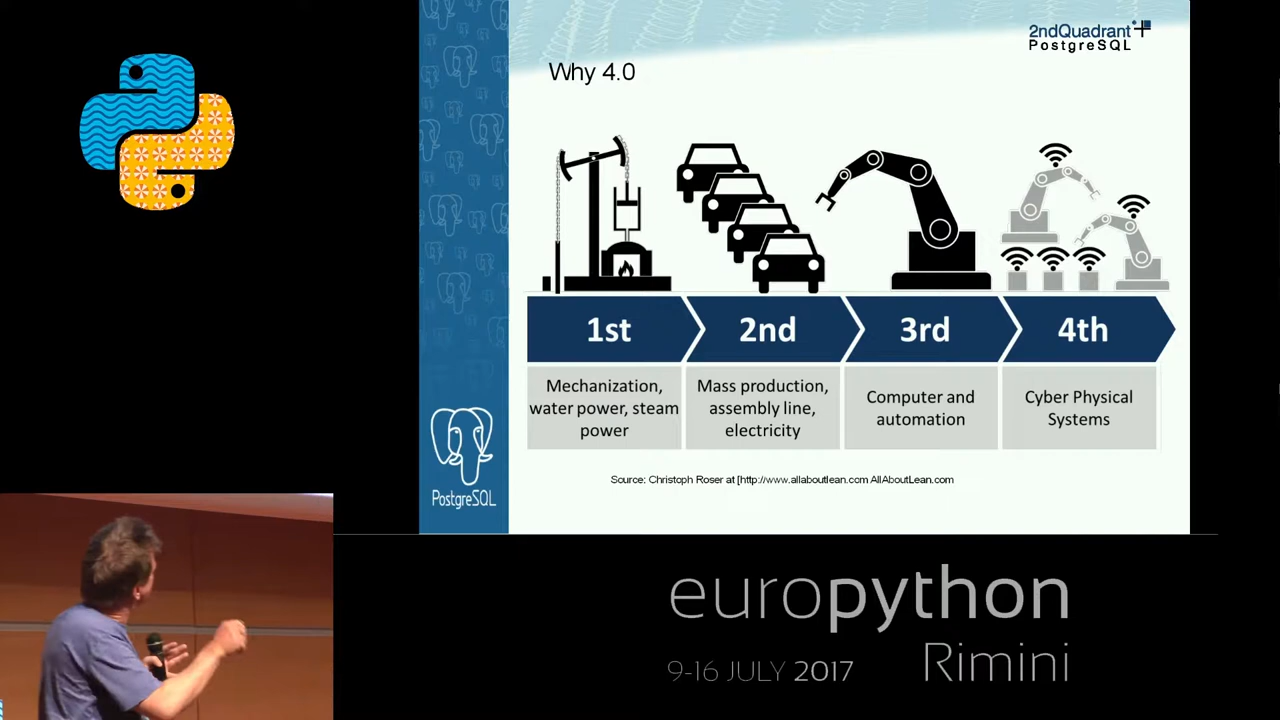 2ndQuadrant
PostgreSQL
Why 4.0
1st
2nd
3rd
4th
Mechanization,
water power, steam
power
Mass production,
assembly line,
electricity
Computer and
automation
Cyber Physical
Systems
Source: Christoph Roser at [http://www.allaboutlean.com AllAboutLean.com
PostgreSQL
europython
9-16 JULY 2017
Rimini